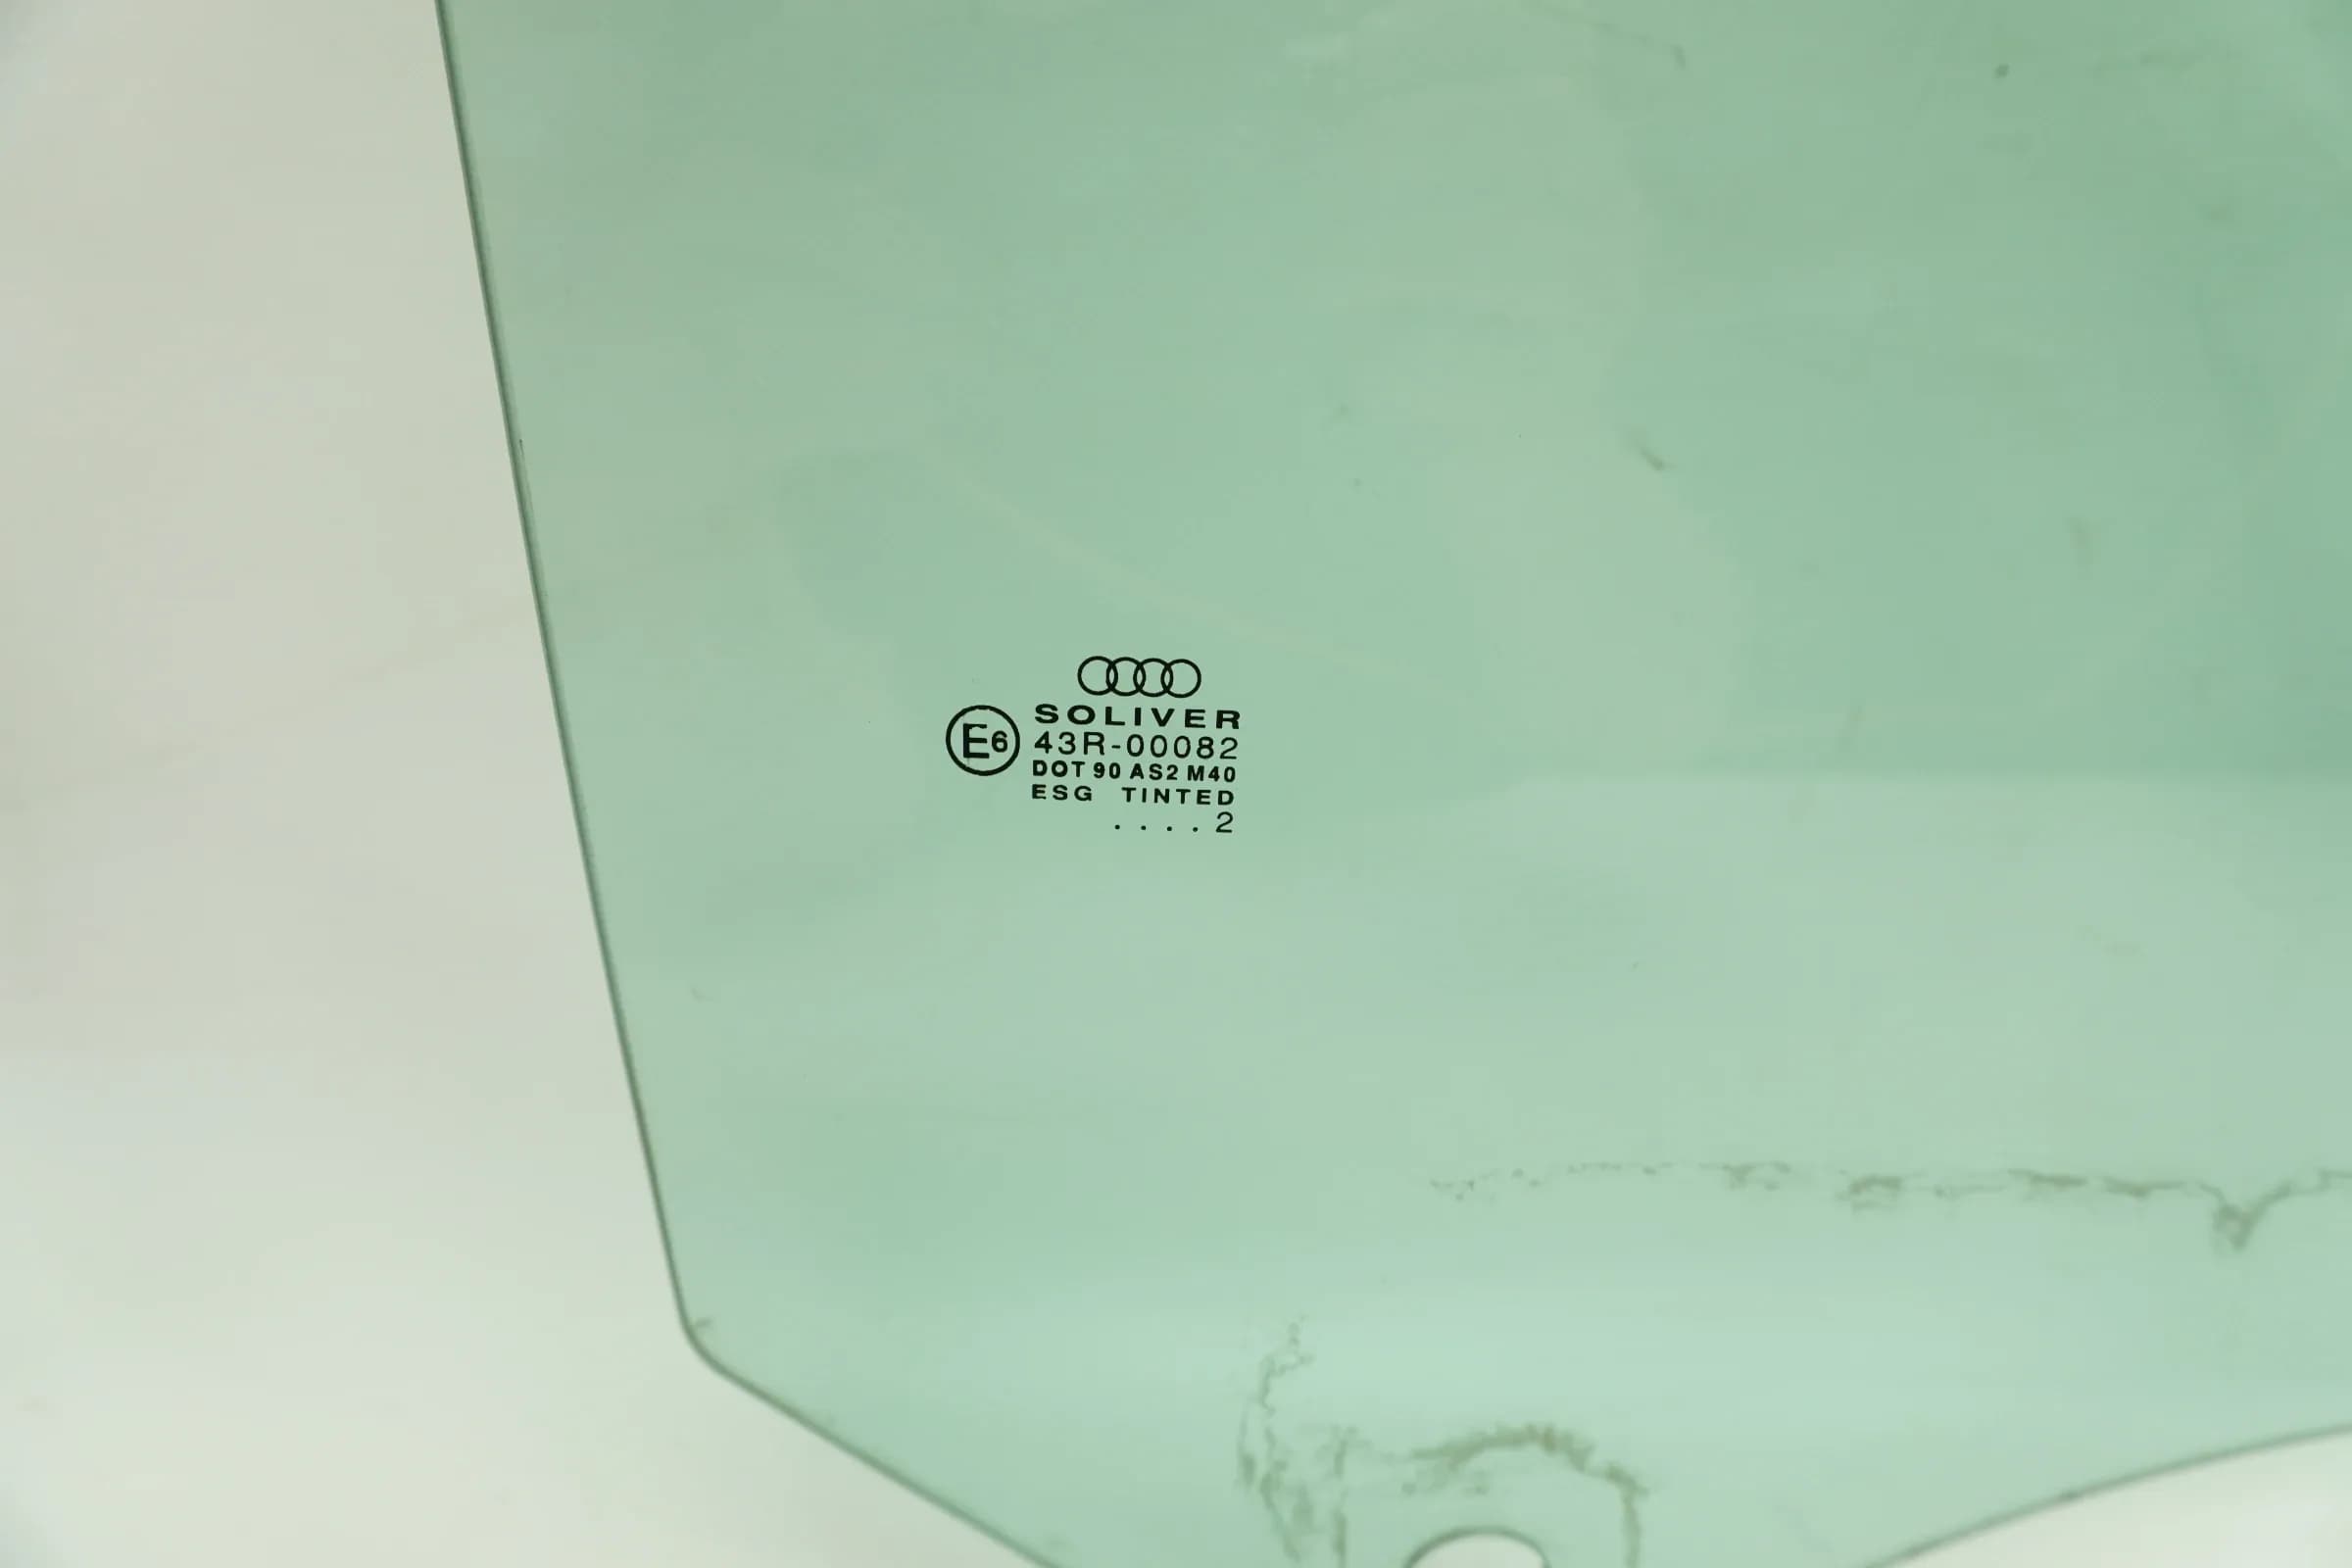 SOLIVER
E6 43R-00082
DOT 90 AS2 M40
ESG TINTED
. . . . 2